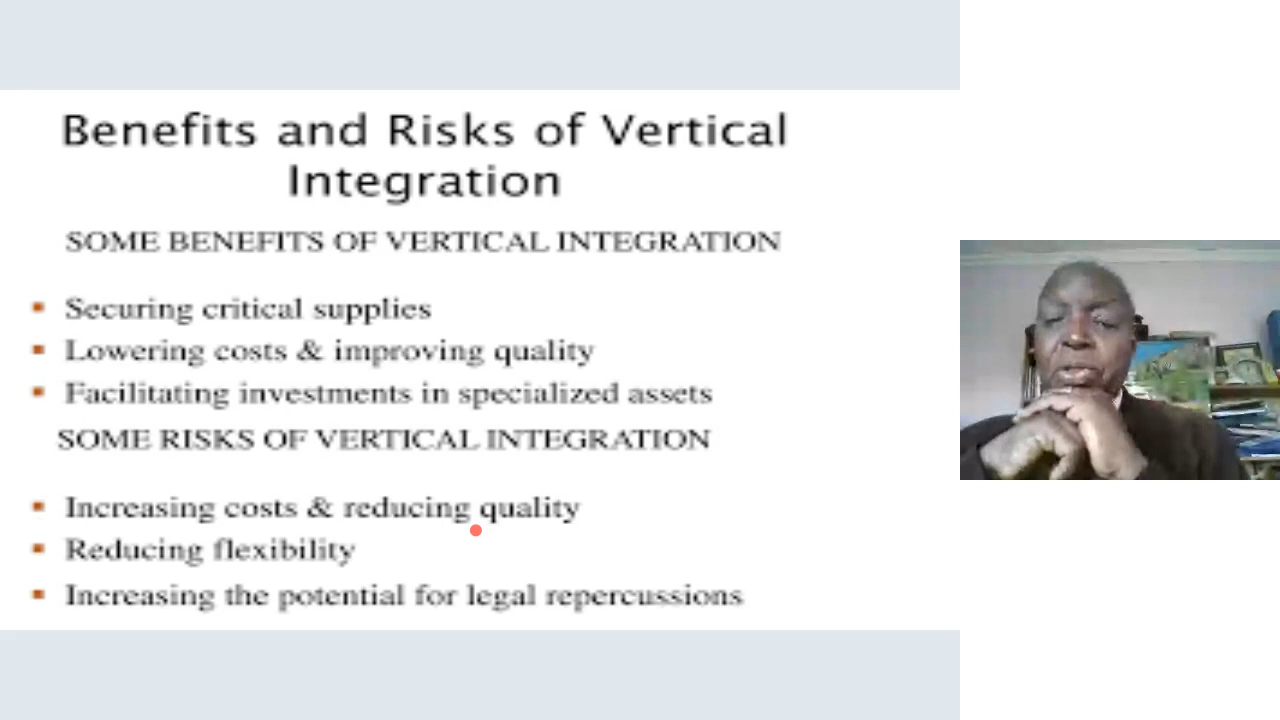 Benefits and Risks of Vertical
Integration
SOME BENEFITS OF VERTICAL INTEGRATION
Securing critical supplies
Lowering costs & improving quality
Facilitating investments in specialized assets
SOME RISKS OF VERTICAL INTEGRATION
Increasing costs & reducing quality
Reducing flexibility
Increasing the potential for legal repercussions